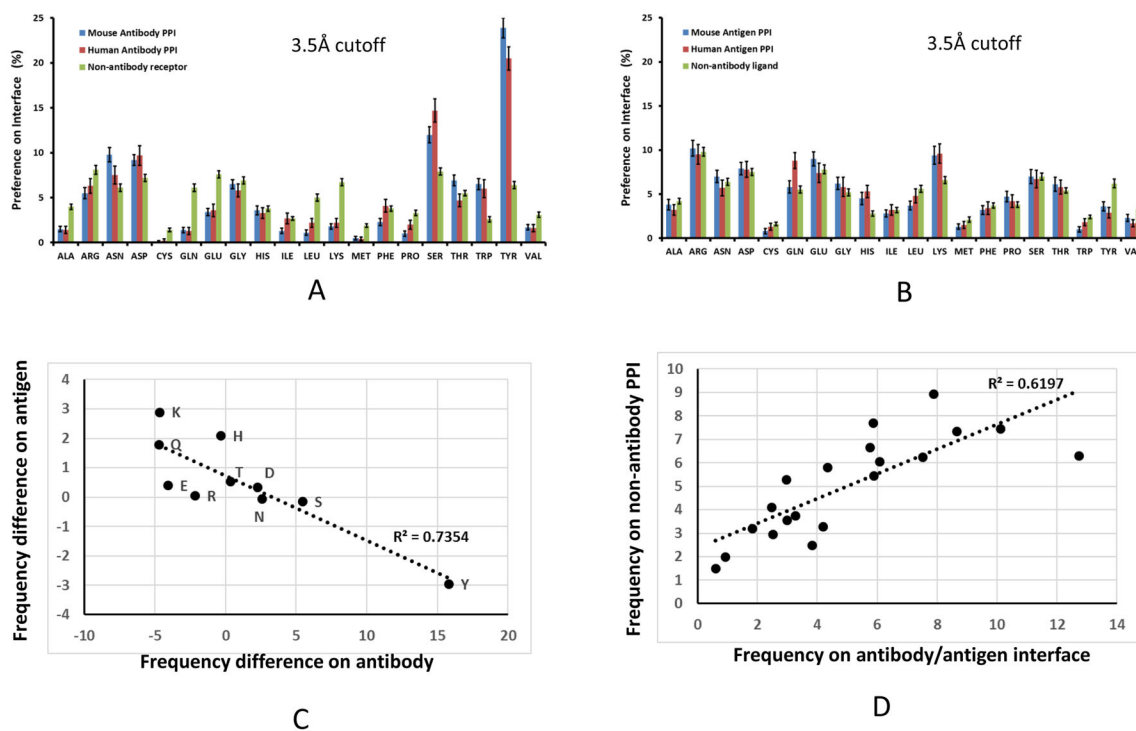 Preference on Interface (%)
25
20
15
10
5
0
Mouse Antibody PPI
Human Antibody PPI
Non-antibody receptor
3.5Å cutoff
ALA ARG ASN ASP CYS GLN GLU GLY HIS ILE LEU LYS MET PHE PRO SER THR TRP TYR VAL
A
Preference on Interface (%)
25
20
15
10
5
0
Mouse Antigen PPI
Human Antigen PPI
Non-antibody ligand
3.5Å cutoff
ALA ARG ASN ASP CYS GLN GLU GLY HIS ILE LEU LYS MET PHE PRO SER THR TRP TYR VA
B
Frequency difference on antigen
4
3
2
1
0
-1
-2
-3
-4
K
H
Q
T
D
E
R
N
S
R² = 0.7354
Y
-10 -5 0 5 10 15 20
Frequency difference on antibody
C
Frequency on non-antibody PPI
10
9
8
7
6
5
4
3
2
1
0
R² = 0.6197
0 2 4 6 8 10 12 14
Frequency on antibody/antigen interface
D